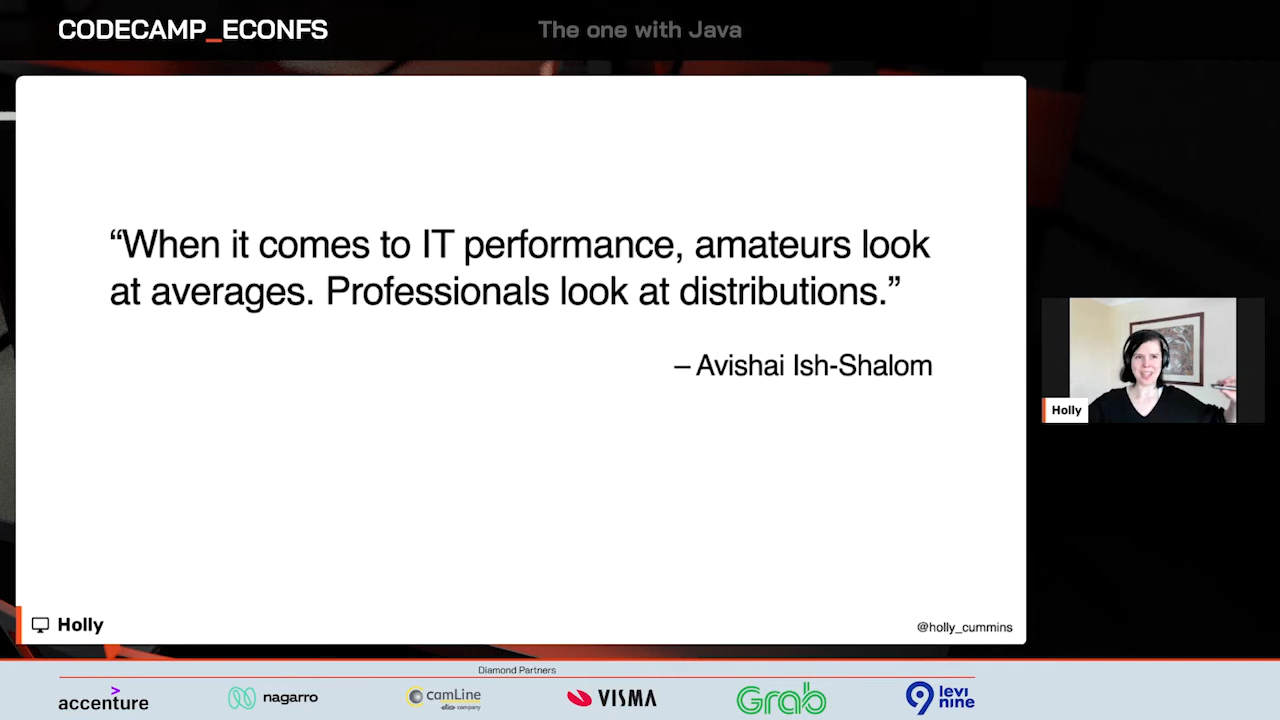 CODECAMP_ECONFS
The one with Java
“When it comes to IT performance, amateurs look
at averages. Professionals look at distributions.”
– Avishai Ish-Shalom
Holly
Holly
@holly_cummins
Diamond Partners
accenture
nagarro
camLine
elisa company
VISMA
Grab
levi
nine